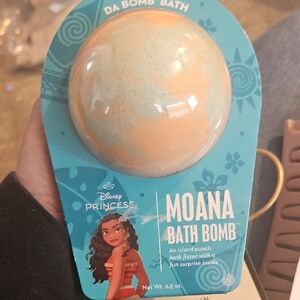 DA BOMB BATH
Disney
PRINCESS
MOANA
BATH BOMB
An island punch
bath fizzer with a
fun surprise inside.
Net Wt. 6.8 oz